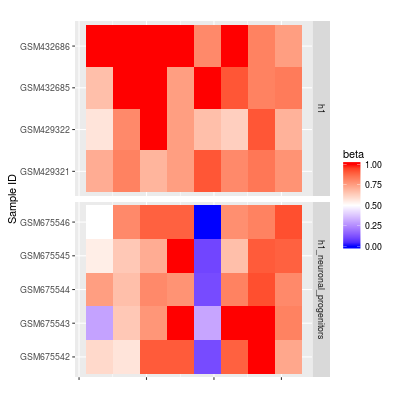 GSM432686
GSM432685
GSM429322
GSM429321
h1
GSM675546
GSM675545
GSM675544
GSM675543
GSM675542
h1_neuronal_progenitors
Sample ID
beta
1.00
0.75
0.50
0.25
0.00